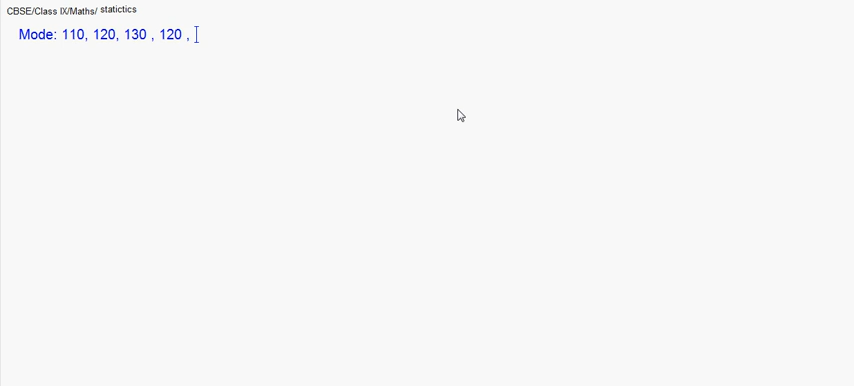 CBSE/Class IX/Maths/ statictics
Mode: 110, 120, 130 , 120 ,